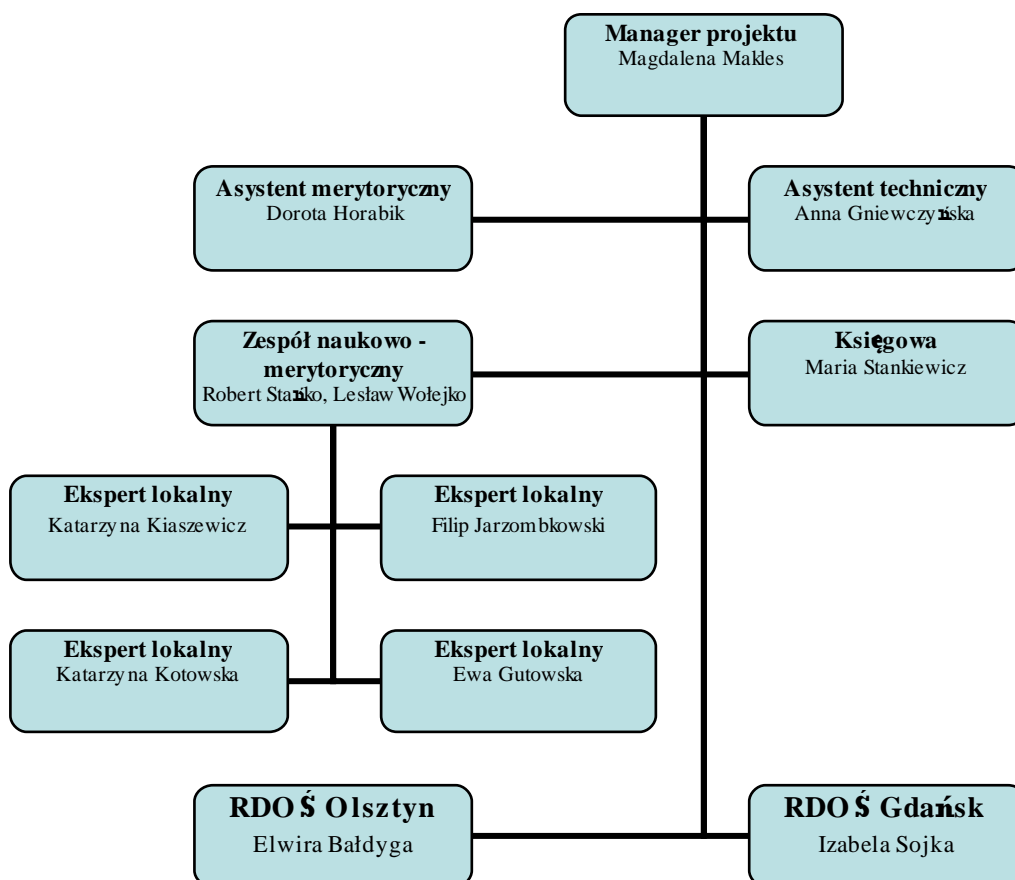 Manager projektu
Magdalena Makles
Asystent merytoryczny
Dorota Horabik
Asystent techniczny
Anna Gniewczyńska
Zespół naukowo -
merytoryczny
Robert Stańko, Lesław Wołejko
Księgowa
Maria Stankiewicz
Ekspert lokalny
Katarzyna Kiaszewicz
Ekspert lokalny
Filip Jarzombkowski
Ekspert lokalny
Katarzyna Kotowska
Ekspert lokalny
Ewa Gutowska
RDOŚ Olsztyn
Elwira Bałdyga
RDOŚ Gdańsk
Izabela Sojka